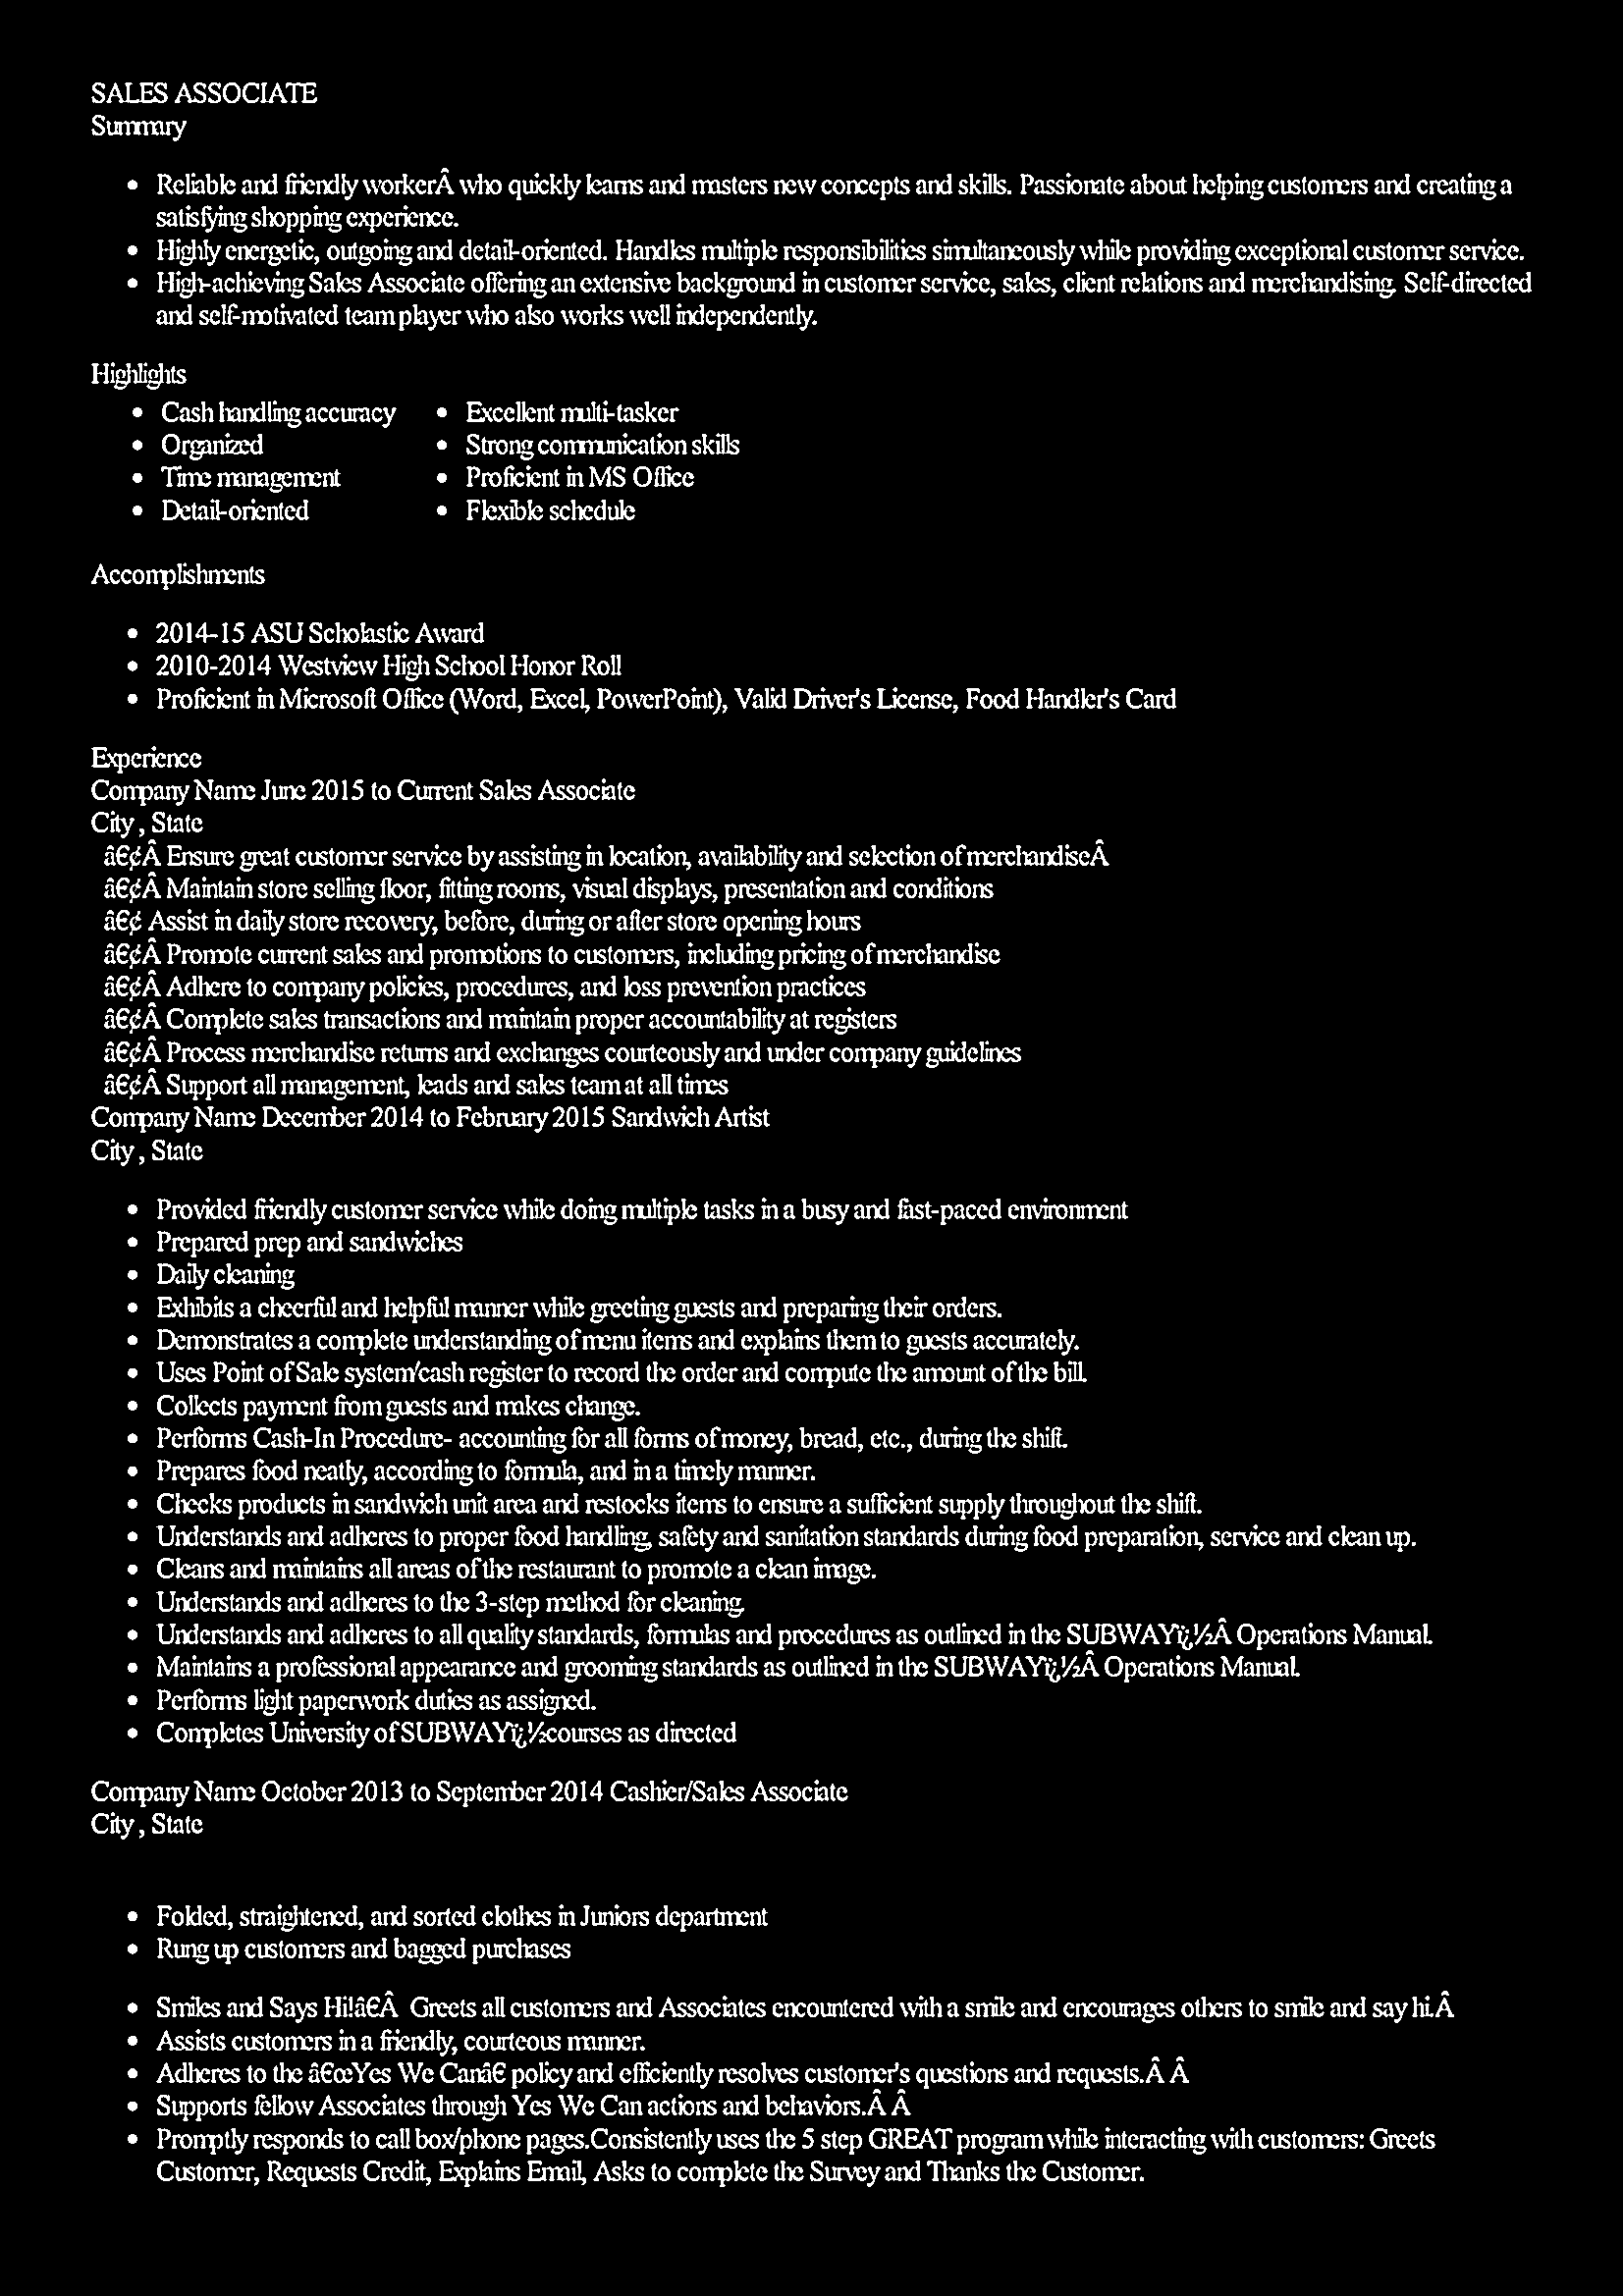 SALES ASSOCIATE
Summary
• Reliable and friendly workerÂ who quickly learns and masters new concepts and skills. Passionate about helping customers and creating a
satisfying shopping experience.
• Highly energetic, outgoing and detail-oriented. Handles multiple responsibilities simultaneously while providing exceptional customer service.
• High-achieving Sales Associate offering an extensive background in customer service, sales, client relations and merchandising. Self-directed
and self-motivated team player who also works well independently.
Highlights
• Cash handling accuracy
• Organized
• Time management
• Detail-oriented
• Excellent multi-tasker
• Strong communication skills
• Proficient in MS Office
• Flexible schedule
Accomplishments
• 2014-15 ASU Scholastic Award
• 2010-2014 Westview High School Honor Roll
• Proficient in Microsoft Office (Word, Excel, PowerPoint), Valid Driver's License, Food Handler's Card
Experience
Company Name June 2015 to Current Sales Associate
City , State
â€¢Â Ensure great customer service by assisting in location, availability and selection of merchandiseÂ
â€¢Â Maintain store selling floor, fitting rooms, visual displays, presentation and conditions
â€¢ Assist in daily store recovery, before, during or after store opening hours
â€¢Â Promote current sales and promotions to customers, including pricing of merchandise
â€¢Â Adhere to company policies, procedures, and loss prevention practices
â€¢Â Complete sales transactions and maintain proper accountability at registers
â€¢Â Process merchandise returns and exchanges courteously and under company guidelines
â€¢Â Support all management, leads and sales team at all times
Company Name December 2014 to February 2015 Sandwich Artist
City , State
• Provided friendly customer service while doing multiple tasks in a busy and fast-paced environment
• Prepared prep and sandwiches
• Daily cleaning
• Exhibits a cheerful and helpful manner while greeting guests and preparing their orders.
• Demonstrates a complete understanding of menu items and explains them to guests accurately.
• Uses Point of Sale system/cash register to record the order and compute the amount of the bill.
• Collects payment from guests and makes change.
• Performs Cash-In Procedure- accounting for all forms of money, bread, etc., during the shift.
• Prepares food neatly, according to formula, and in a timely manner.
• Checks products in sandwich unit area and restocks items to ensure a sufficient supply throughout the shift.
• Understands and adheres to proper food handling, safety and sanitation standards during food preparation, service and clean up.
• Cleans and maintains all areas of the restaurant to promote a clean image.
• Understands and adheres to the 3-step method for cleaning.
• Understands and adheres to all quality standards, formulas and procedures as outlined in the SUBWAYï¿½Â Operations Manual.
• Maintains a professional appearance and grooming standards as outlined in the SUBWAYï¿½Â Operations Manual.
• Performs light paperwork duties as assigned.
• Completes University of SUBWAYï¿½courses as directed
Company Name October 2013 to September 2014 Cashier/Sales Associate
City , State
• Folded, straightened, and sorted clothes in Juniors department
• Rung up customers and bagged purchases
• Smiles and Says Hi!â€Â  Greets all customers and Associates encountered with a smile and encourages others to smile and say hi.Â
• Assists customers in a friendly, courteous manner.
• Adheres to the â€œYes We Canâ€ policy and efficiently resolves customer's questions and requests.Â Â
• Supports fellow Associates through Yes We Can actions and behaviors.Â Â
• Promptly responds to call box/phone pages.Consistently uses the 5 step GREAT program while interacting with customers: Greets
Customer, Requests Credit, Explains Email, Asks to complete the Survey and Thanks the Customer.